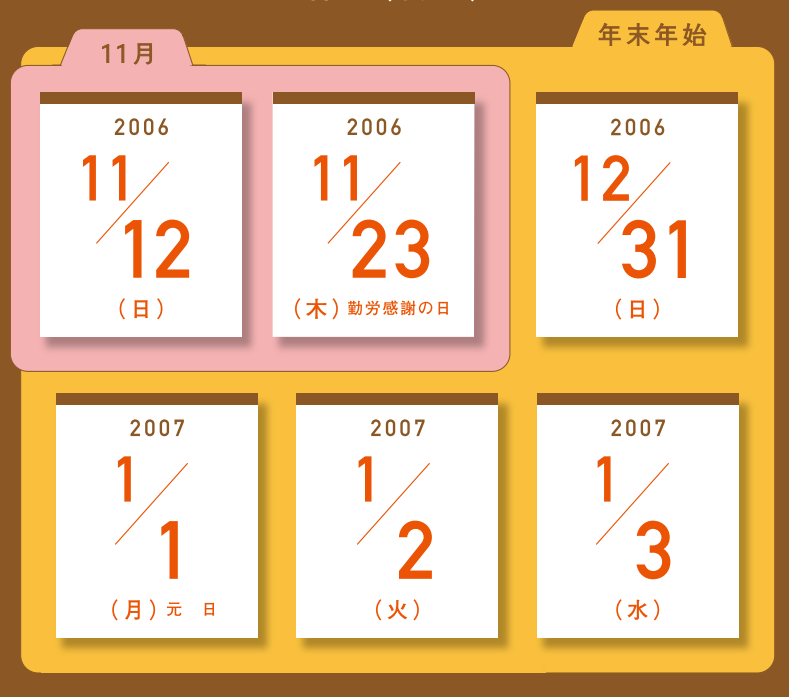 11月
2006
11/12
(日)
2006
11/23
(木) 勤労感謝の日
年末年始
2006
12/31
(日)
2007
1/1
(月) 元 日
2007
1/2
(火)
2007
1/3
(水)